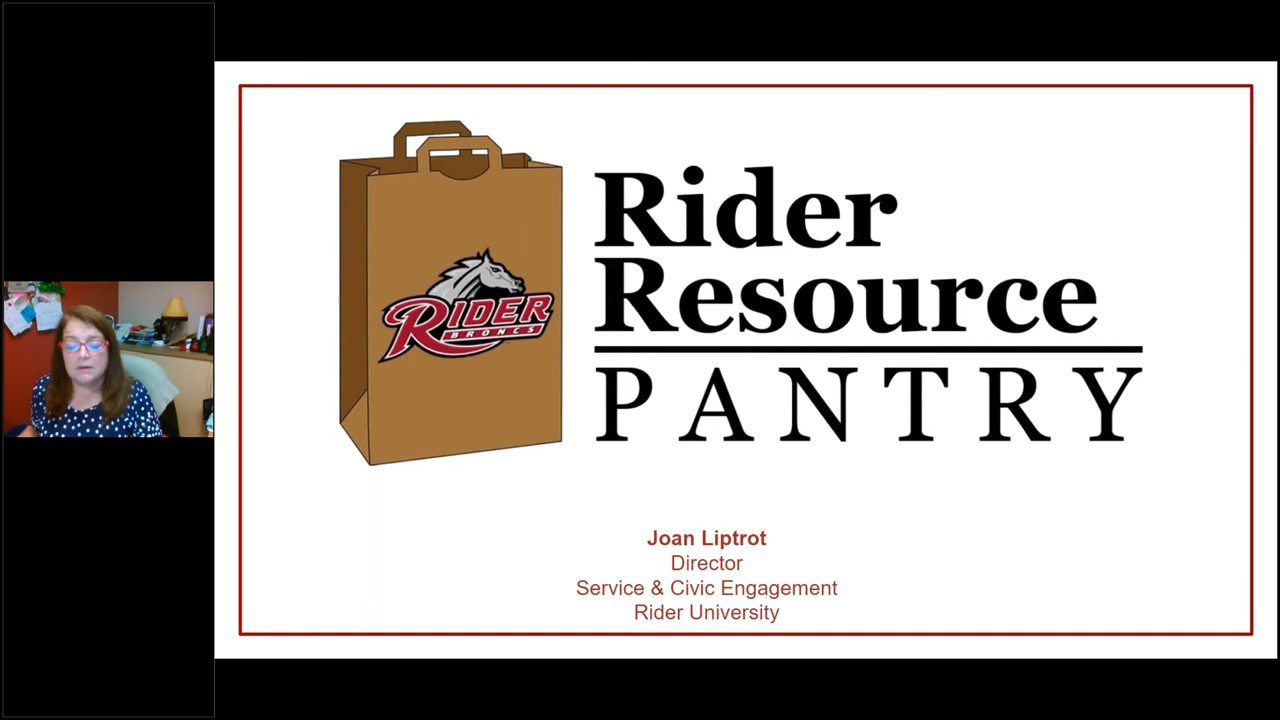 RIDER
BRONCS
Rider
Resource
PANTRY
Joan Liptrot
Director
Service & Civic Engagement
Rider University